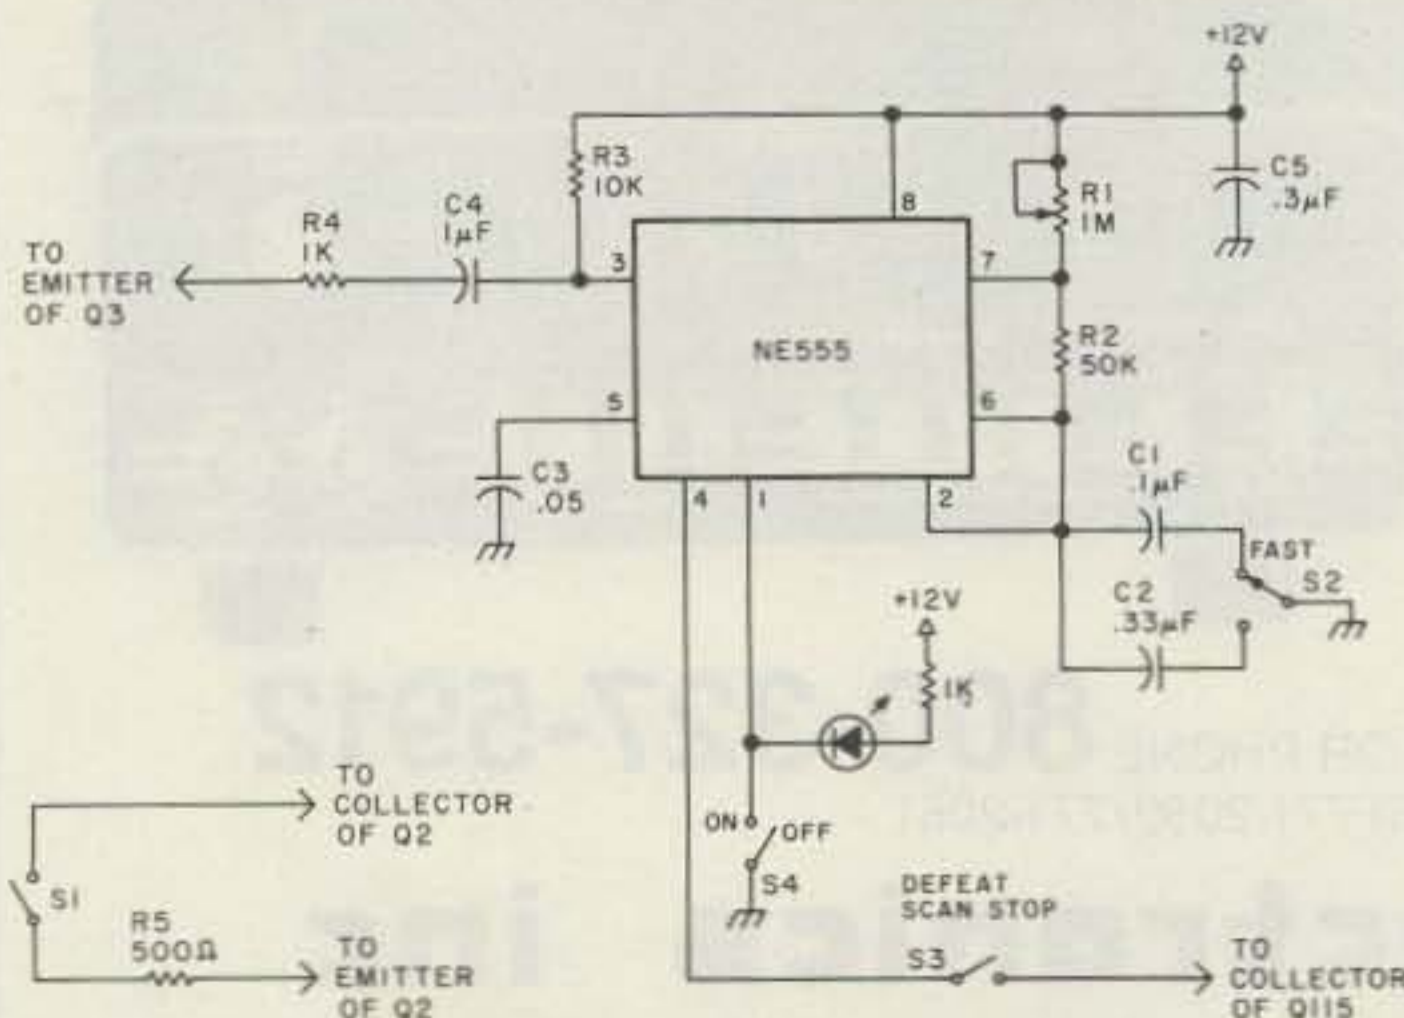 +12V
R3
10K
8
R1
1M
C5
.3µF
C4
1µF
R4
1K
TO
EMITTER
OF Q3
3
7
NE555
R2
50K
5
6
C3
.05
4
1
2
C1
.1µF
FAST
S2
C2
.33µF
+12V
1K
TO
COLLECTOR
OF Q2
ON
OFF
S4
S1
R5
500Ω
TO
EMITTER
OF Q2
DEFEAT
SCAN STOP
S3
TO
COLLECTOR
OF Q115